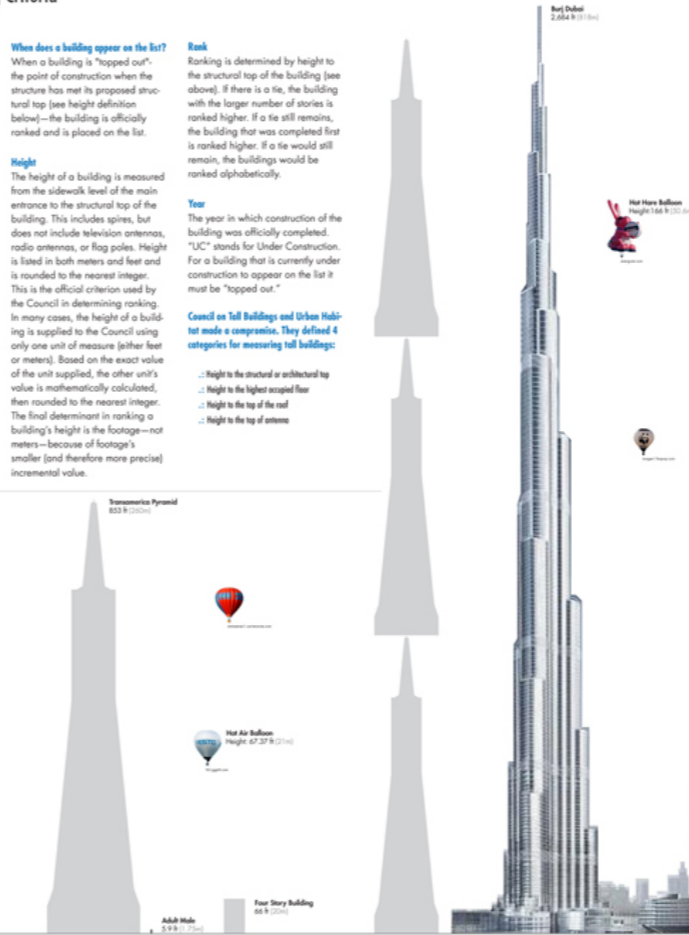 Criteria
When does a building appear on the list?
When a building is "topped out"-
the point of construction when the
structure has met its proposed struc-
tural top (see height definition
below)—the building is officially
ranked and is placed on the list.
Height
The height of a building is measured
from the sidewalk level of the main
entrance to the structural top of the
building. This includes spires, but
does not include television antennas,
radio antennas, or flag poles. Height
is listed in both meters and feet and
is rounded to the nearest integer.
This is the official criterion used by
the Council in determining ranking.
In many cases, the height of a build-
ing is supplied to the Council using
only one unit of measure (either feet
or meters). Based on the exact value
of the unit supplied, the other unit's
value is mathematically calculated,
then rounded to the nearest integer.
The final determinant in ranking a
building's height is the footage—not
meters—because of footage's
smaller (and therefore more precise)
incremental value.
Rank
Ranking is determined by height to
the structural top of the building (see
above). If there is a tie, the building
with the larger number of stories is
ranked higher. If a tie still remains,
the building that was completed first
is ranked higher. If a tie would still
remain, the buildings would be
ranked alphabetically.
Year
The year in which construction of the
building was officially completed.
"UC" stands for Under Construction.
For a building that is currently under
construction to appear on the list it
must be "topped out."
Council on Tall Buildings and Urban Habi-
tat made a compromise. They defined 4
categories for measuring tall buildings:
..: Height to the structural or architectural top
..: Height to the highest occupied floor
..: Height to the top of the roof
..: Height to the top of antenna
Burj Dubai
2,684 ft (818m)
Hot Hare Balloon
Height:166 ft
Transamerica Pyramid
853 ft (260m)
Hot Air Balloon
Height: 67.37 ft (21m)
Four Story Building
66 ft (20m)
Adult Male
5.9 ft (1.75m)